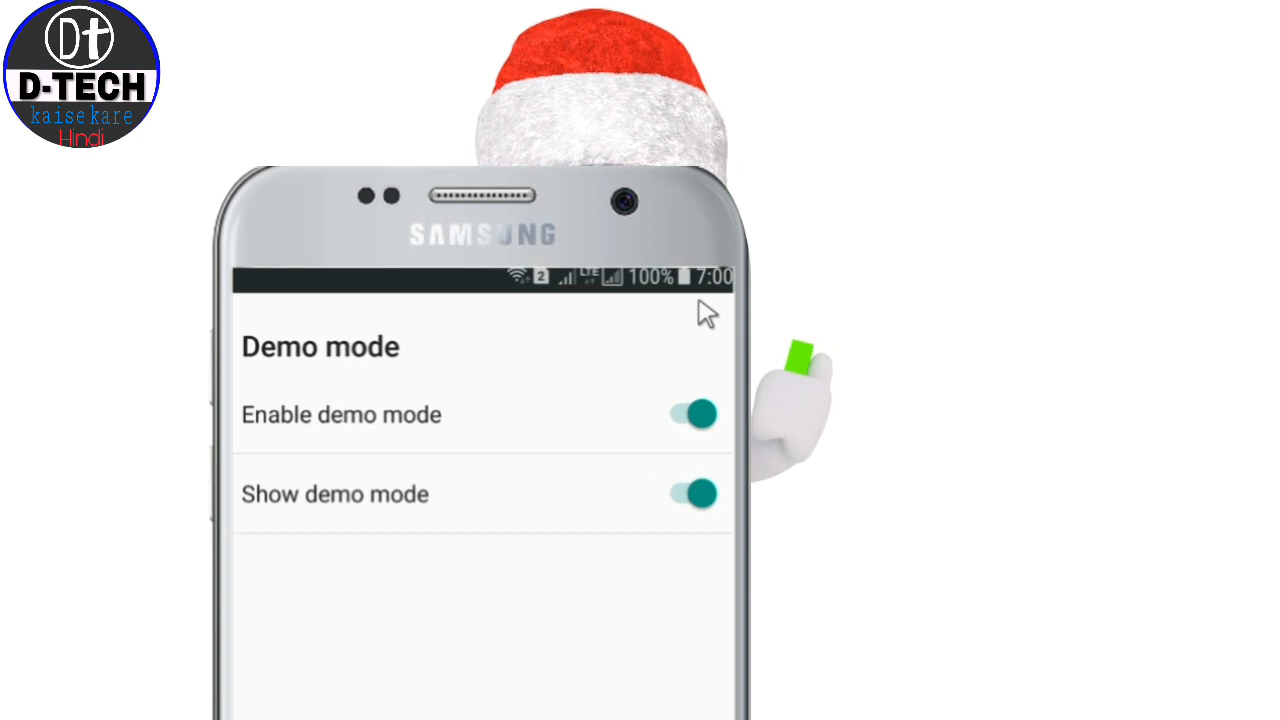 Dt
D-TECH
kaise kare
Hindi
SAMSUNG
2 LTE 100% 7:00
Demo mode
Enable demo mode
Show demo mode